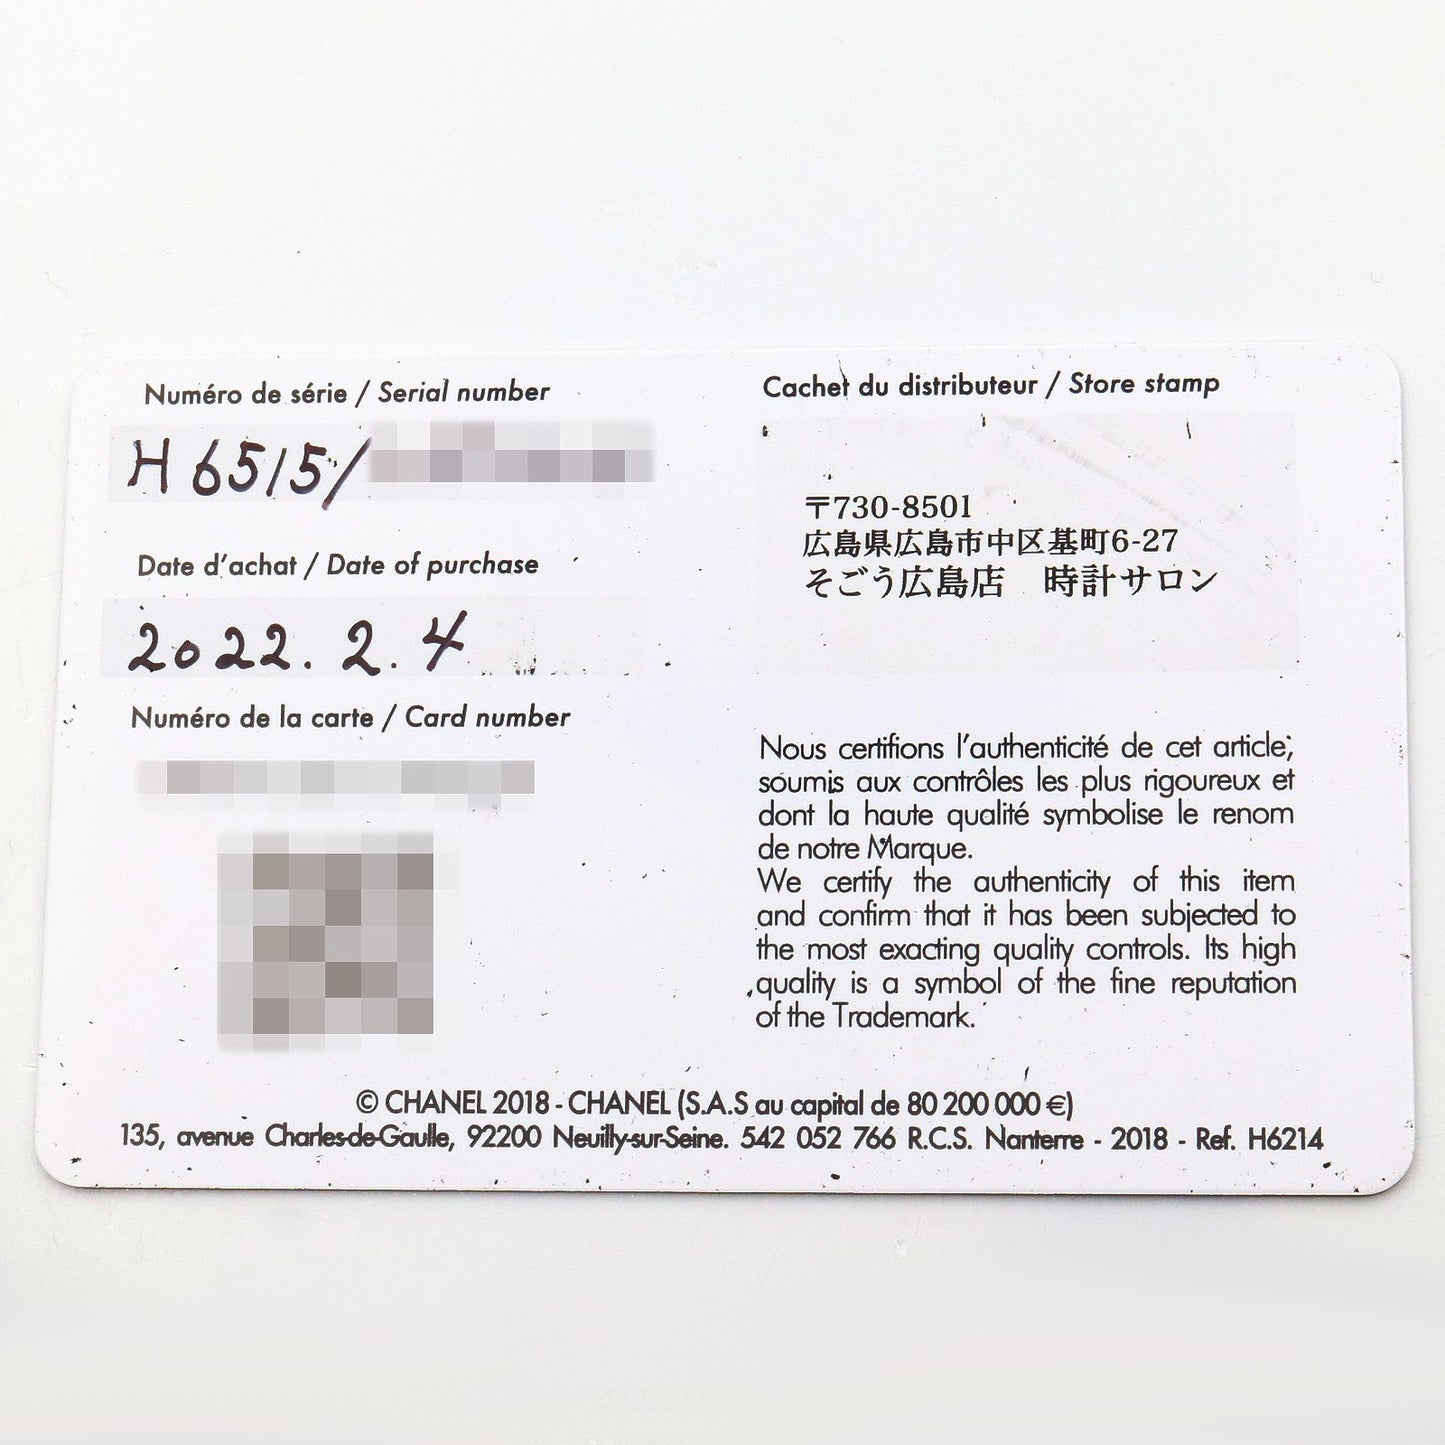 Numéro de série / Serial number
H6515/
Date d'achat / Date of purchase
2022.2.4
Numéro de la carte / Card number
Cachet du distributeur / Store stamp
〒730-8501
広島県広島市中区基町6-27
そごう広島店　時計サロン
Nous certifions l'authenticité de cet article,
soumis aux contrôles les plus rigoureux et
dont la haute qualité symbolise le renom
de notre Marque.
We certify the authenticity of this item
and confirm that it has been subjected to
the most exacting quality controls. Its high
quality is a symbol of the fine reputation
of the Trademark.
© CHANEL 2018 - CHANEL (S.A.S au capital de 80 200 000 €)
135, avenue Charles-de-Gaulle, 92200 Neuilly-sur-Seine. 542 052 766 R.C.S. Nanterre - 2018 - Ref. H6214